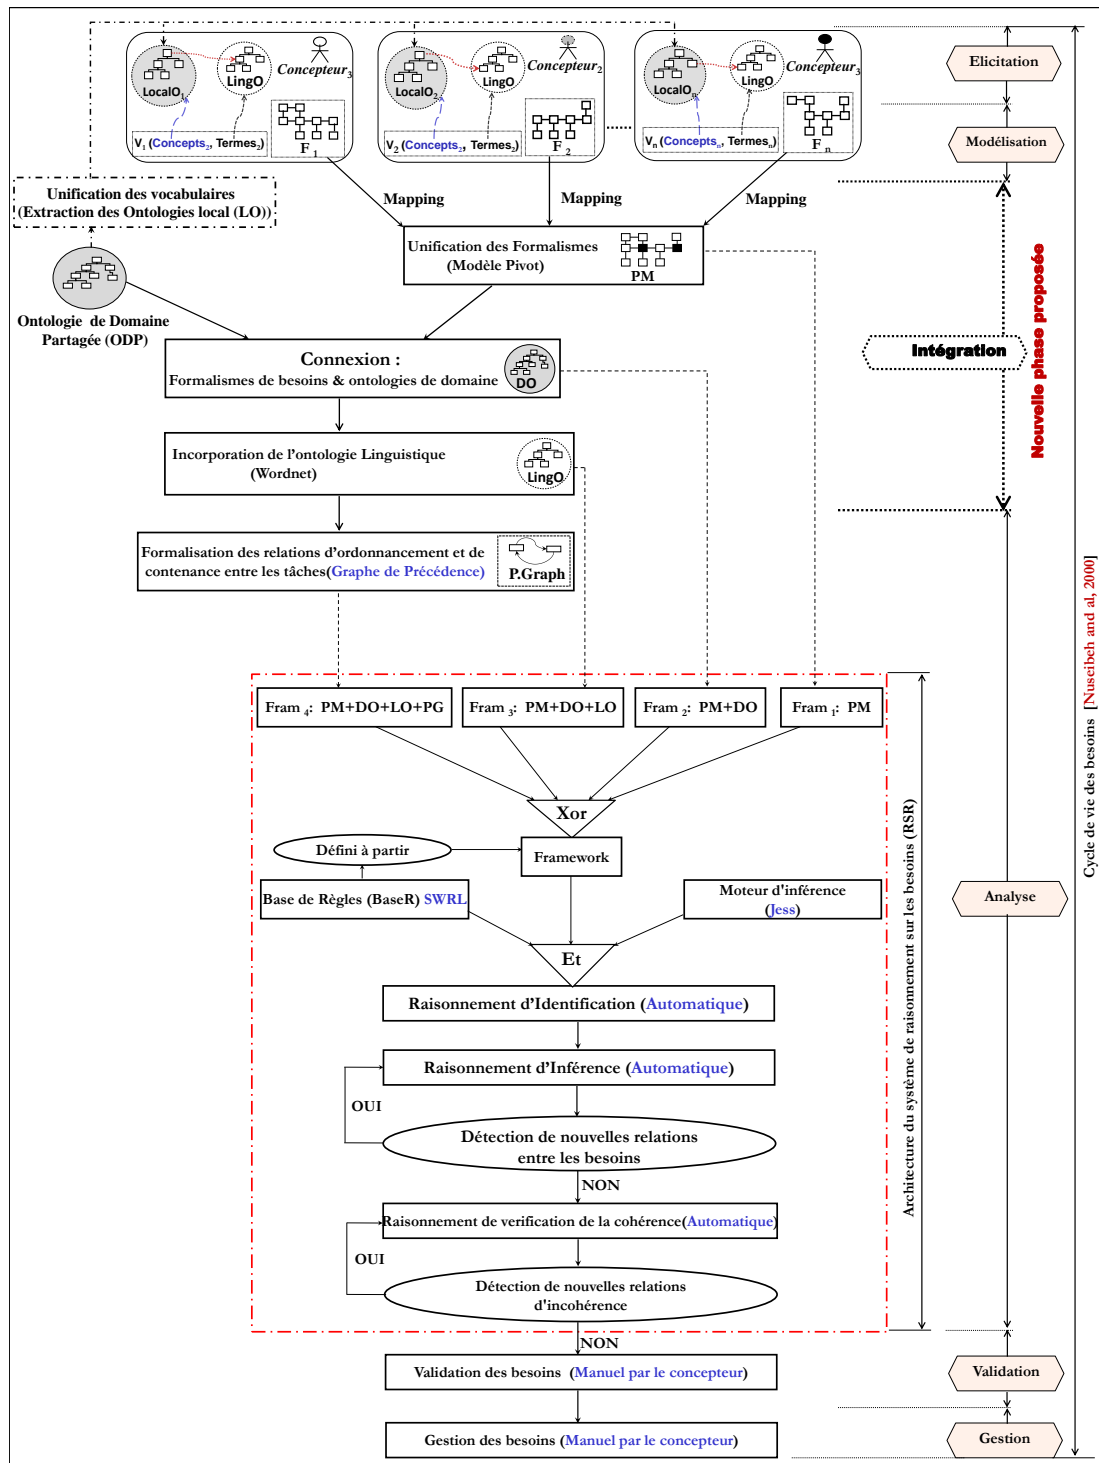 LocalO1
LingO
Concepteur3
V1 (Concepts2, Termes2)
F1
LocalO2
LingO
Concepteur2
V2 (Concepts2, Termes2)
F2
LocalOn
LingO
Concepteur3
Vn (Conceptsn, Termesn)
Fn
Elicitation
Modélisation
Unification des vocabulaires
(Extraction des Ontologies local (LO))
Mapping
Mapping
Mapping
Unification des Formalismes
(Modèle Pivot)
PM
Ontologie de Domaine
Partagée (ODP)
Intégration
Nouvelle phase proposée
Connexion :
Formalismes de besoins & ontologies de domaine
DO
Incorporation de l'ontologie Linguistique
(Wordnet)
LingO
Formalisation des relations d'ordonnancement et de
contenance entre les tâches(Graphe de Précédence)
P.Graph
Cycle de vie des besoins [Nuseibeh and al, 2000]
Fram 4: PM+DO+LO+PG
Fram 3: PM+DO+LO
Fram 2: PM+DO
Fram 1: PM
Xor
Défini à partir
Framework
Base de Règles (BaseR) SWRL
Moteur d'inférence
(Jess)
Analyse
Architecture du système de raisonnement sur les besoins (RSR)
Et
Raisonnement d'Identification (Automatique)
Raisonnement d'Inférence (Automatique)
OUI
Détection de nouvelles relations
entre les besoins
NON
Raisonnement de verification de la cohérence(Automatique)
OUI
Détection de nouvelles relations
d'incohérence
NON
Validation des besoins (Manuel par le concepteur)
Validation
Gestion des besoins (Manuel par le concepteur)
Gestion